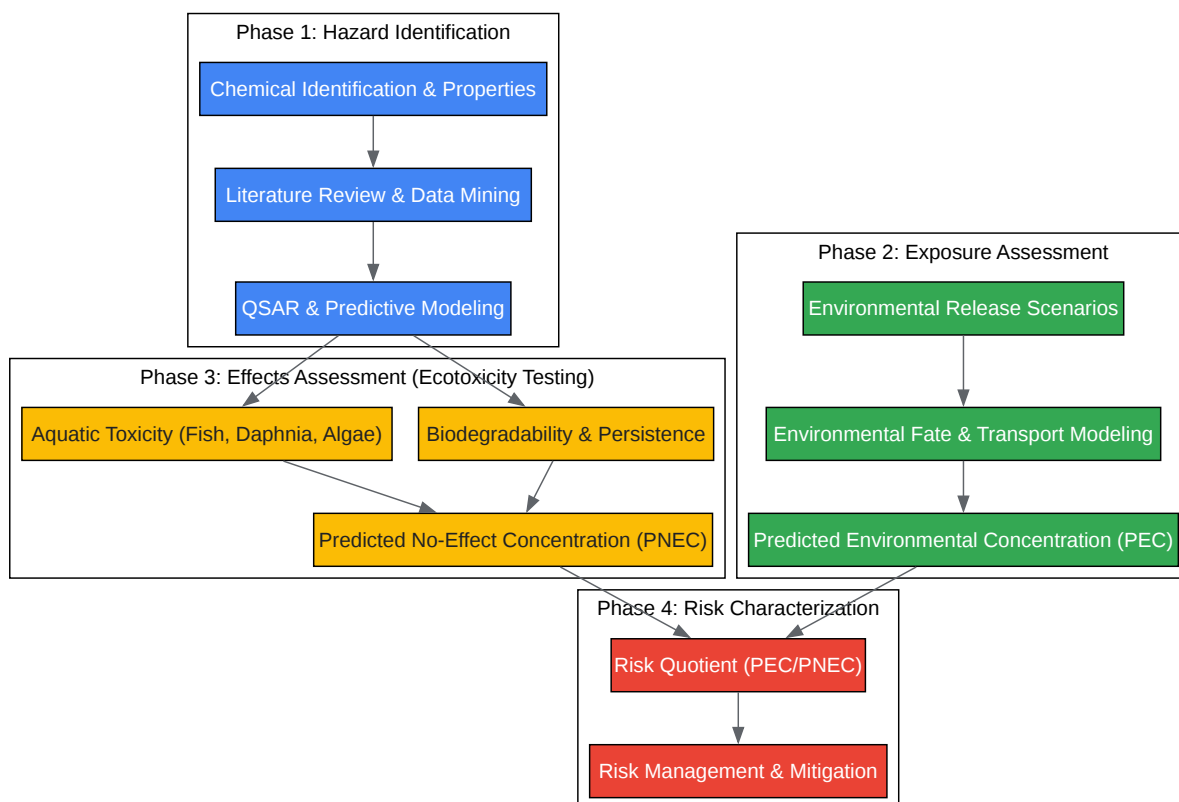 Phase 1: Hazard Identification
Chemical Identification & Properties
Literature Review & Data Mining
QSAR & Predictive Modeling
Phase 2: Exposure Assessment
Environmental Release Scenarios
Environmental Fate & Transport Modeling
Predicted Environmental Concentration (PEC)
Phase 3: Effects Assessment (Ecotoxicity Testing)
Aquatic Toxicity (Fish, Daphnia, Algae)
Biodegradability & Persistence
Predicted No-Effect Concentration (PNEC)
Phase 4: Risk Characterization
Risk Quotient (PEC/PNEC)
Risk Management & Mitigation